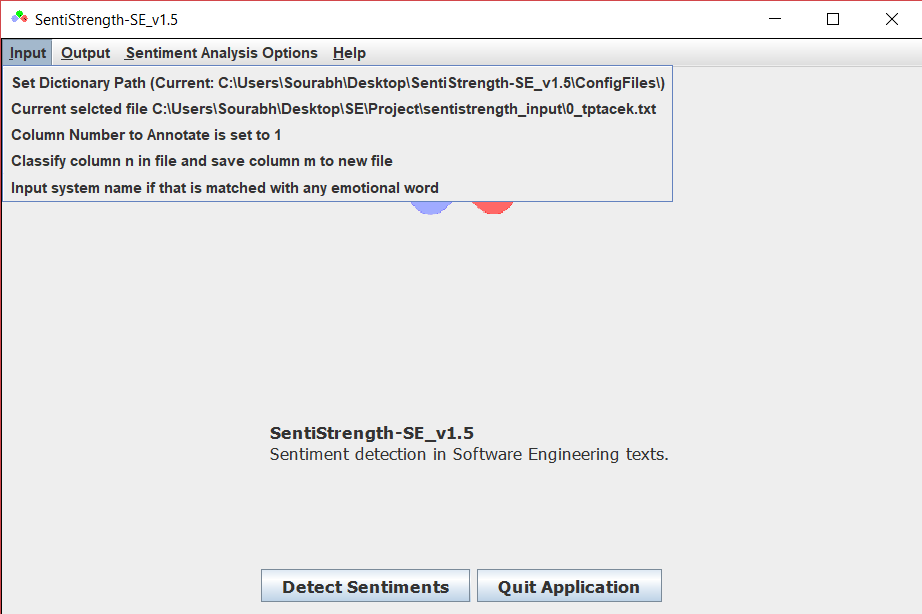 SentiStrength-SE_v1.5
Input Output Sentiment Analysis Options Help
Set Dictionary Path (Current: C:\Users\Sourabh\Desktop\SentiStrength-SE_v1.5\ConfigFiles\)
Current selcted file C:\Users\Sourabh\Desktop\SE\Project\sentistrength_input\0_tptacek.txt
Column Number to Annotate is set to 1
Classify column n in file and save column m to new file
Input system name if that is matched with any emotional word
SentiStrength-SE_v1.5
Sentiment detection in Software Engineering texts.
Detect Sentiments Quit Application